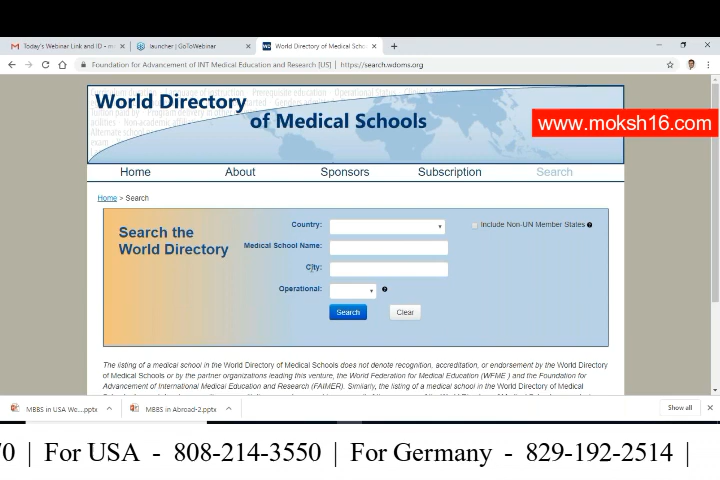 Today's Webinar Link and ID - m
launcher | GoToWebinar
World Directory of Medical Scho
Foundation for Advancement of INT Medical Education and Research [US] | https://search.wdoms.org
World Directory
of Medical Schools
www.moksh16.com
Home About Sponsors Subscription Search
Home > Search
Search the
World Directory
Country:
Include Non-UN Member States
Medical School Name:
City:
Operational:
Search Clear
The listing of a medical school in the World Directory of Medical Schools does not denote recognition, accreditation, or endorsement by the World Directory
of Medical Schools or by the partner organizations leading this venture, the World Federation for Medical Education (WFME ) and the Foundation for
Advancement of International Medical Education and Research (FAIMER). Similarly, the listing of a medical school in the World Directory of Medical
MBBS in USA We....pptx MBBS in Abroad-2.pptx Show all
70 | For USA - 808-214-3550 | For Germany - 829-192-2514 |